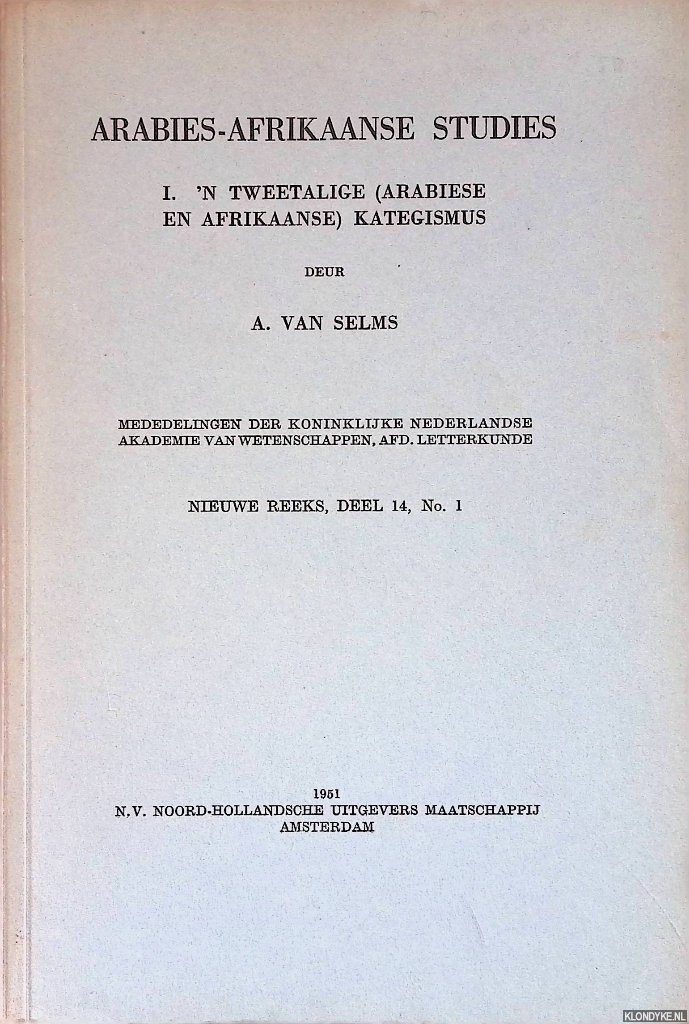 ARABIES-AFRIKAANSE STUDIES
I. 'N TWEETALIGE (ARABIESE
EN AFRIKAANSE) KATEGISMUS
DEUR
A. VAN SELMS
MEDEDELINGEN DER KONINKLIJKE NEDERLANDSE
AKADEMIE VAN WETENSCHAPPEN, AFD. LETTERKUNDE
NIEUWE REEKS, DEEL 14, No. 1
1951
N.V. NOORD-HOLLANDSCHE UITGEVERS MAATSCHAPPIJ
AMSTERDAM
KLONDYKE.NL